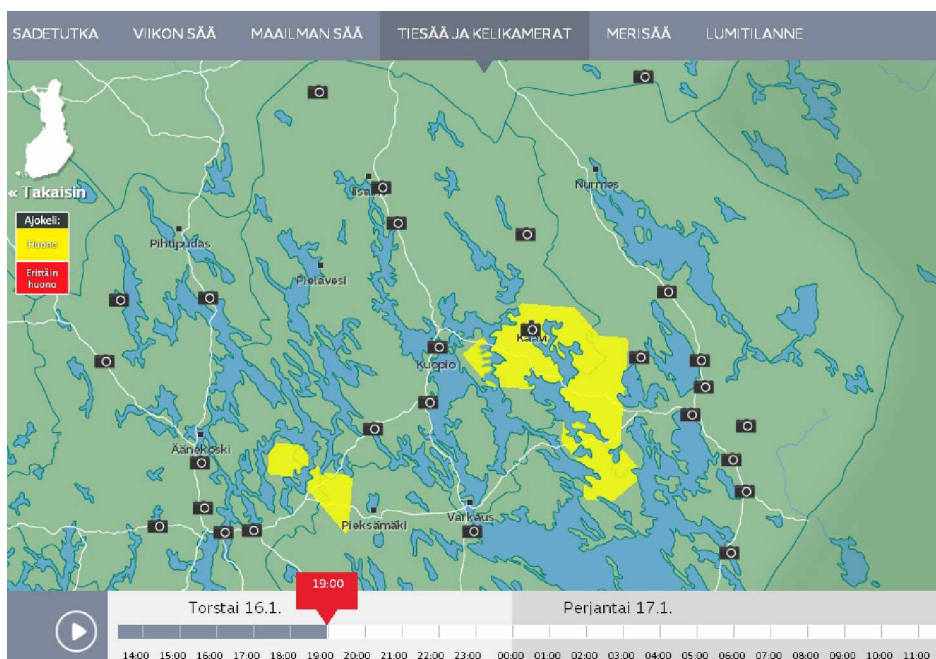 SADETUTKA VIIKON SÄÄ MAAILMAN SÄÄ TIESÄÄ JA KELIKAMERAT MERISÄÄ LUMITILANNE
« Takaisin
Ajokeli:
Huono
Erittäin
huono
Nurmes
Pihtipudas
Pielavesi
Kaavi
Kuopio
Äänekoski
Varkaus
Pieksämäki
19:00
Torstai 16.1. Perjantai 17.1.
14:00 15:00 16:00 17:00 18:00 19:00 20:00 21:00 22:00 23:00 00:00 01:00 02:00 03:00 04:00 05:00 06:00 07:00 08:00 09:00 10:00 11:00